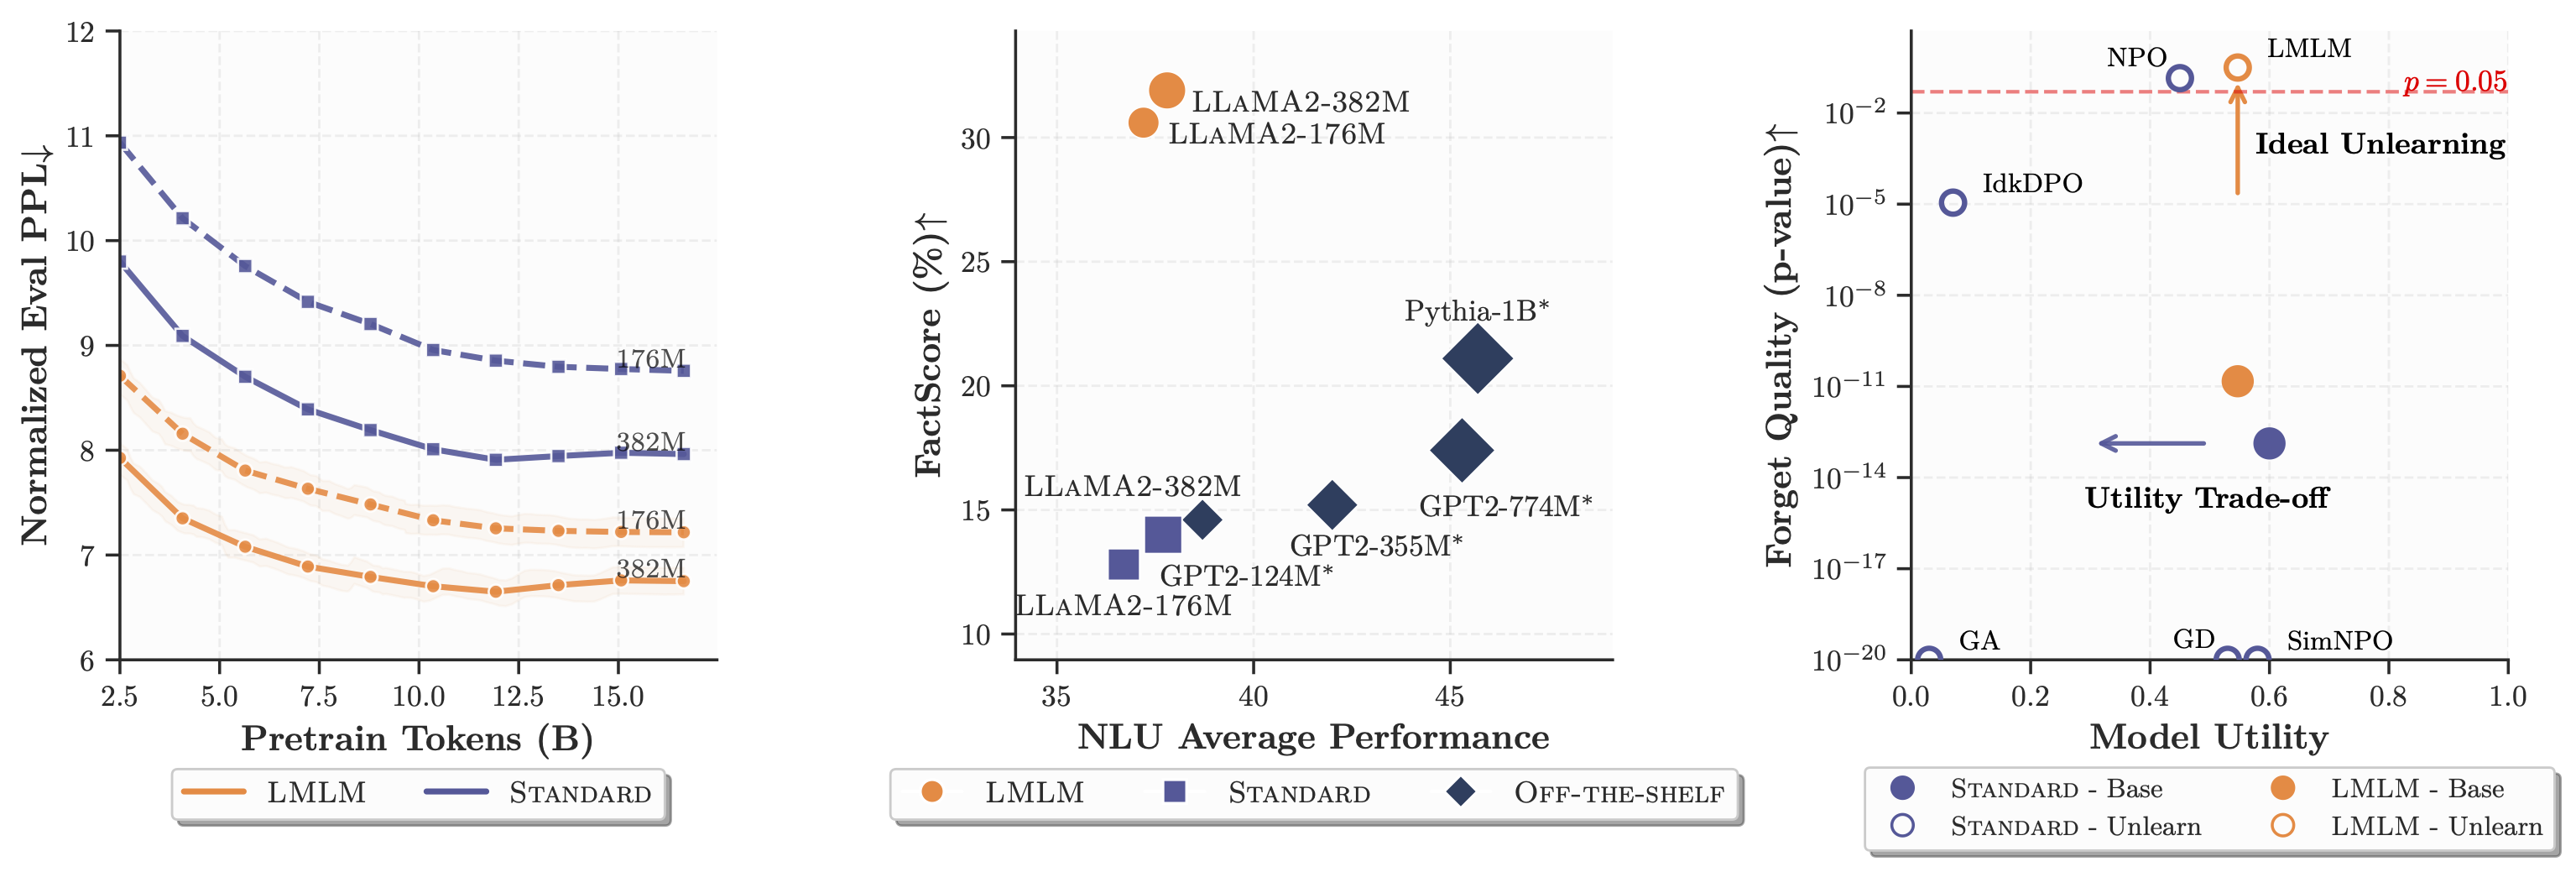 Normalized Eval PPL↓
12
11
10
9
8
7
6
176M
382M
176M
382M
2.5 5.0 7.5 10.0 12.5 15.0
Pretrain Tokens (B)
LMLM STANDARD
FactScore (%)↑
30
25
20
15
10
LLAMA2-382M
LLAMA2-176M
Pythia-1B*
GPT2-774M*
LLAMA2-382M
GPT2-355M*
GPT2-124M*
LLAMA2-176M
35 40 45
NLU Average Performance
LMLM STANDARD OFF-THE-SHELF
Forget Quality (p-value)↑
10⁻²
10⁻⁵
10⁻⁸
10⁻¹¹
10⁻¹⁴
10⁻¹⁷
10⁻²⁰
NPO LMLM
p = 0.05
Ideal Unlearning
IdkDPO
Utility Trade-off
GA GD SimNPO
0.0 0.2 0.4 0.6 0.8 1.0
Model Utility
STANDARD - Base LMLM - Base
STANDARD - Unlearn LMLM - Unlearn